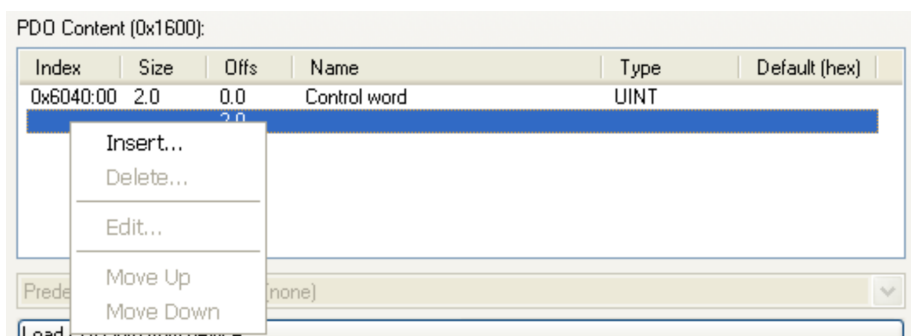 PDO Content (0x1600):
Index Size Offs Name Type Default (hex)
0x6040:00 2.0 0.0 Control word UINT
2.0
Insert...
Delete...
Edit...
Move Up
(none)
Move Down
Load